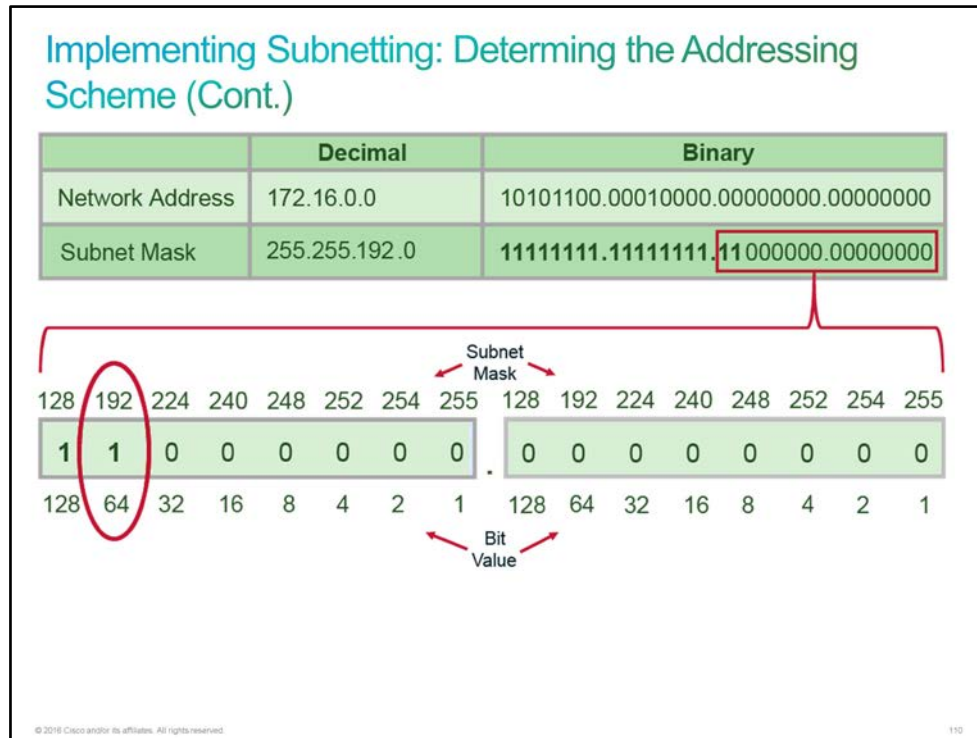 Implementing Subnetting: Determing the Addressing
Scheme (Cont.)
Decimal Binary
Network Address 172.16.0.0 10101100.00010000.00000000.00000000
Subnet Mask 255.255.192.0 11111111.11111111.11000000.00000000
Subnet
Mask
128 192 224 240 248 252 254 255 128 192 224 240 248 252 254 255
1 1 0 0 0 0 0 0 . 0 0 0 0 0 0 0 0
128 64 32 16 8 4 2 1 128 64 32 16 8 4 2 1
Bit
Value
© 2016 Cisco and/or its affiliates. All rights reserved. 110